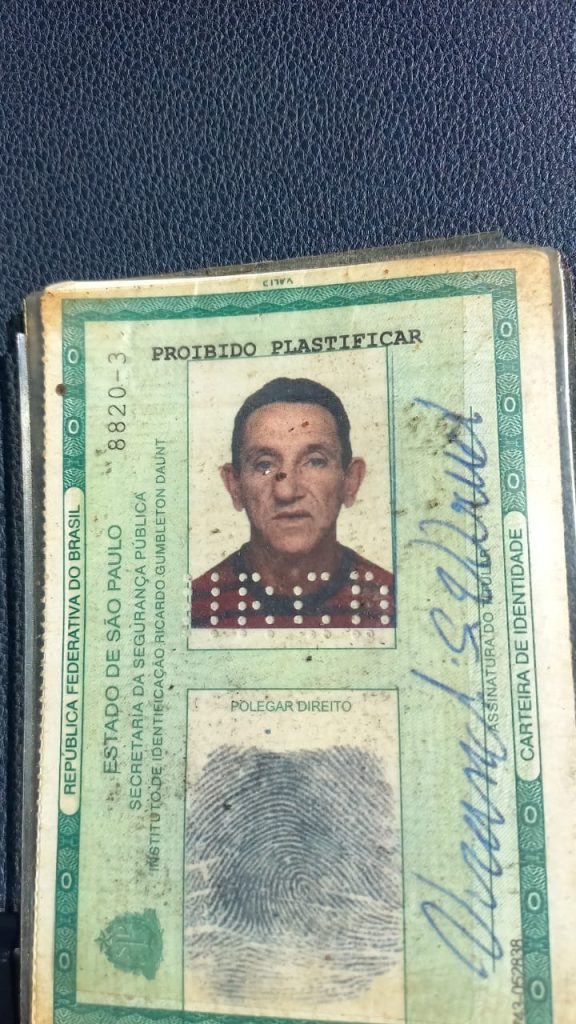 VALID
PROIBIDO PLASTIFICAR
8820-3
REPÚBLICA FEDERATIVA DO BRASIL
ESTADO DE SÃO PAULO
SECRETARIA DA SEGURANÇA PÚBLICA
INSTITUTO DE IDENTIFICAÇÃO RICARDO GUMBLETON DAUNT
POLEGAR DIREITO
ASSINATURA DO TITULAR
CARTEIRA DE IDENTIDADE